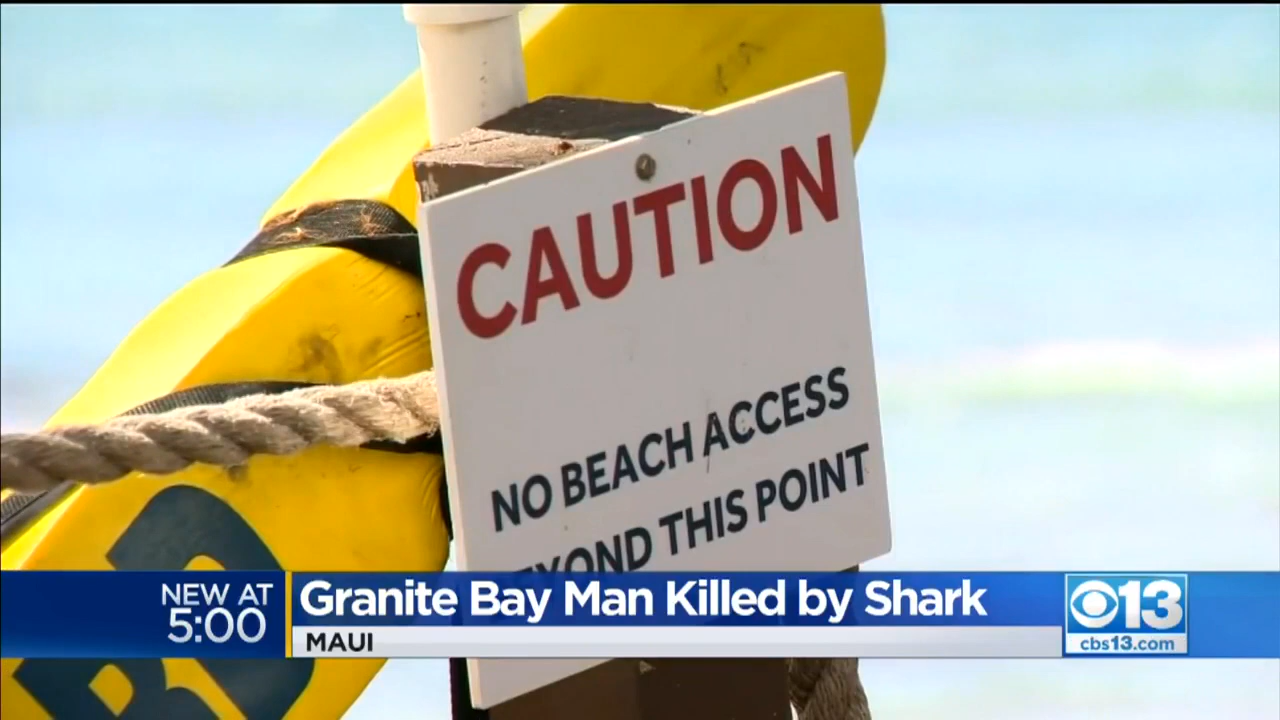 CAUTION
NO BEACH ACCESS
BEYOND THIS POINT
NEW AT
5:00
Granite Bay Man Killed by Shark
MAUI
13
cbs13.com